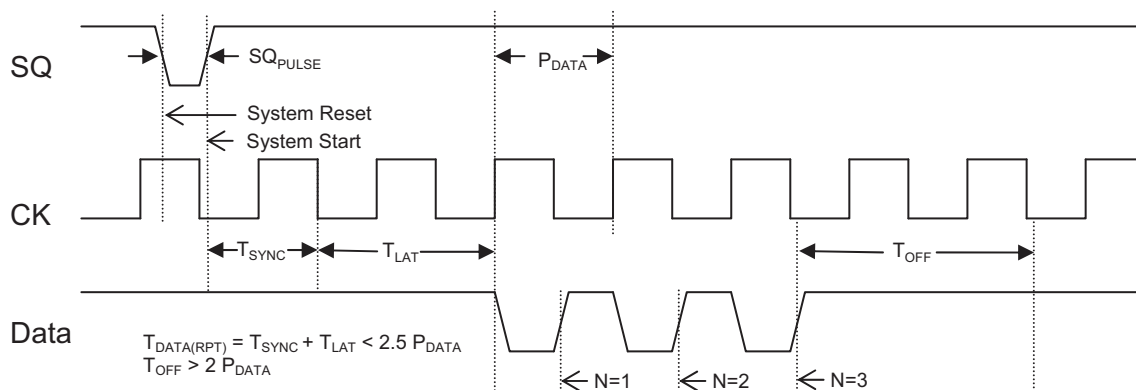 SQ
SQPULSE
PDATA
System Reset
System Start
CK
TSYNC
TLAT
TOFF
Data
TDATA(RPT) = TSYNC + TLAT < 2.5 PDATA
TOFF > 2 PDATA
N=1
N=2
N=3